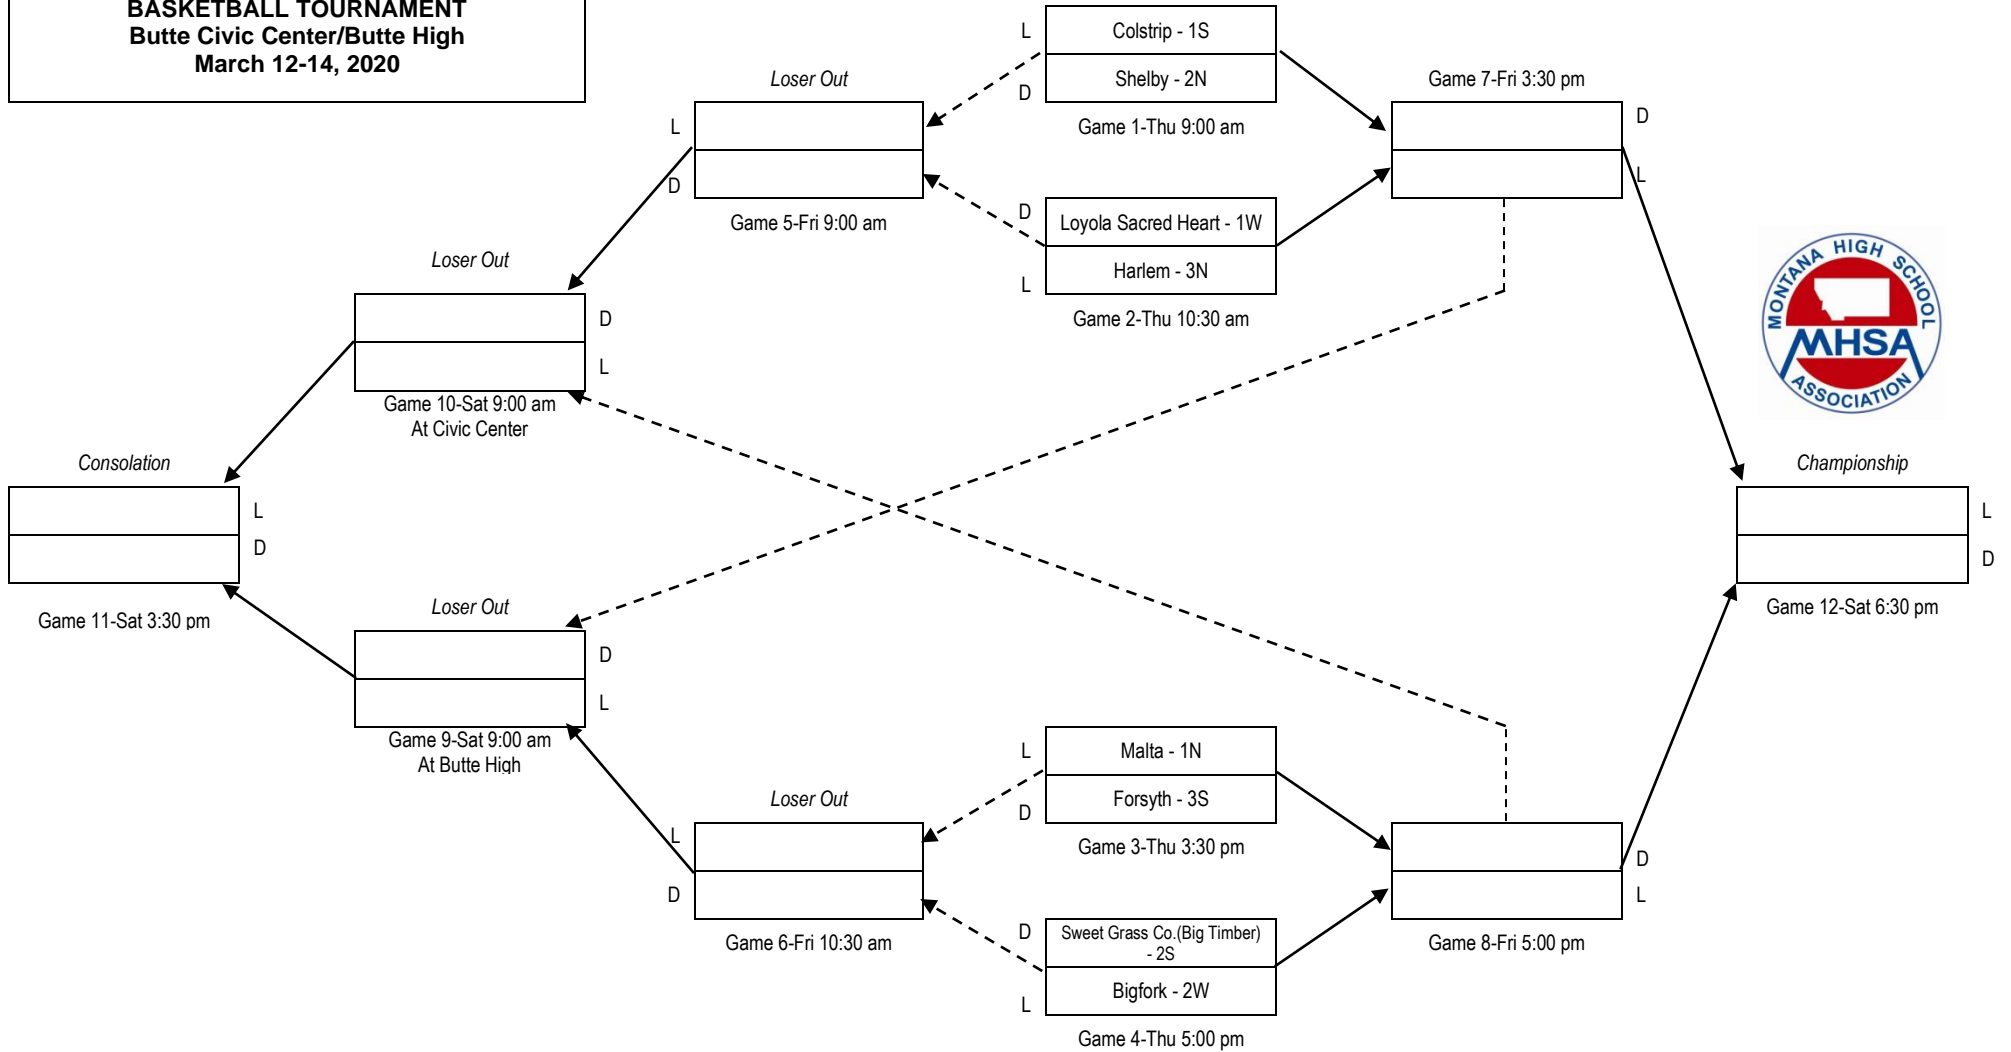 BASKETBALL TOURNAMENT
Butte Civic Center/Butte High
March 12-14, 2020
L
Colstrip - 1S
D
Shelby - 2N
Game 1-Thu 9:00 am
Loser Out
L
D
Game 5-Fri 9:00 am
Game 7-Fri 3:30 pm
D
L
D
Loyola Sacred Heart - 1W
L
Harlem - 3N
Game 2-Thu 10:30 am
MONTANA HIGH SCHOOL
MHSA
ASSOCIATION
Loser Out
D
L
Game 10-Sat 9:00 am
At Civic Center
Consolation
L
D
Game 11-Sat 3:30 pm
Championship
L
D
Game 12-Sat 6:30 pm
Loser Out
D
L
Game 9-Sat 9:00 am
At Butte High
L
Malta - 1N
D
Forsyth - 3S
Game 3-Thu 3:30 pm
Loser Out
L
D
Game 6-Fri 10:30 am
D
L
Game 8-Fri 5:00 pm
D
Sweet Grass Co.(Big Timber)
- 2S
L
Bigfork - 2W
Game 4-Thu 5:00 pm